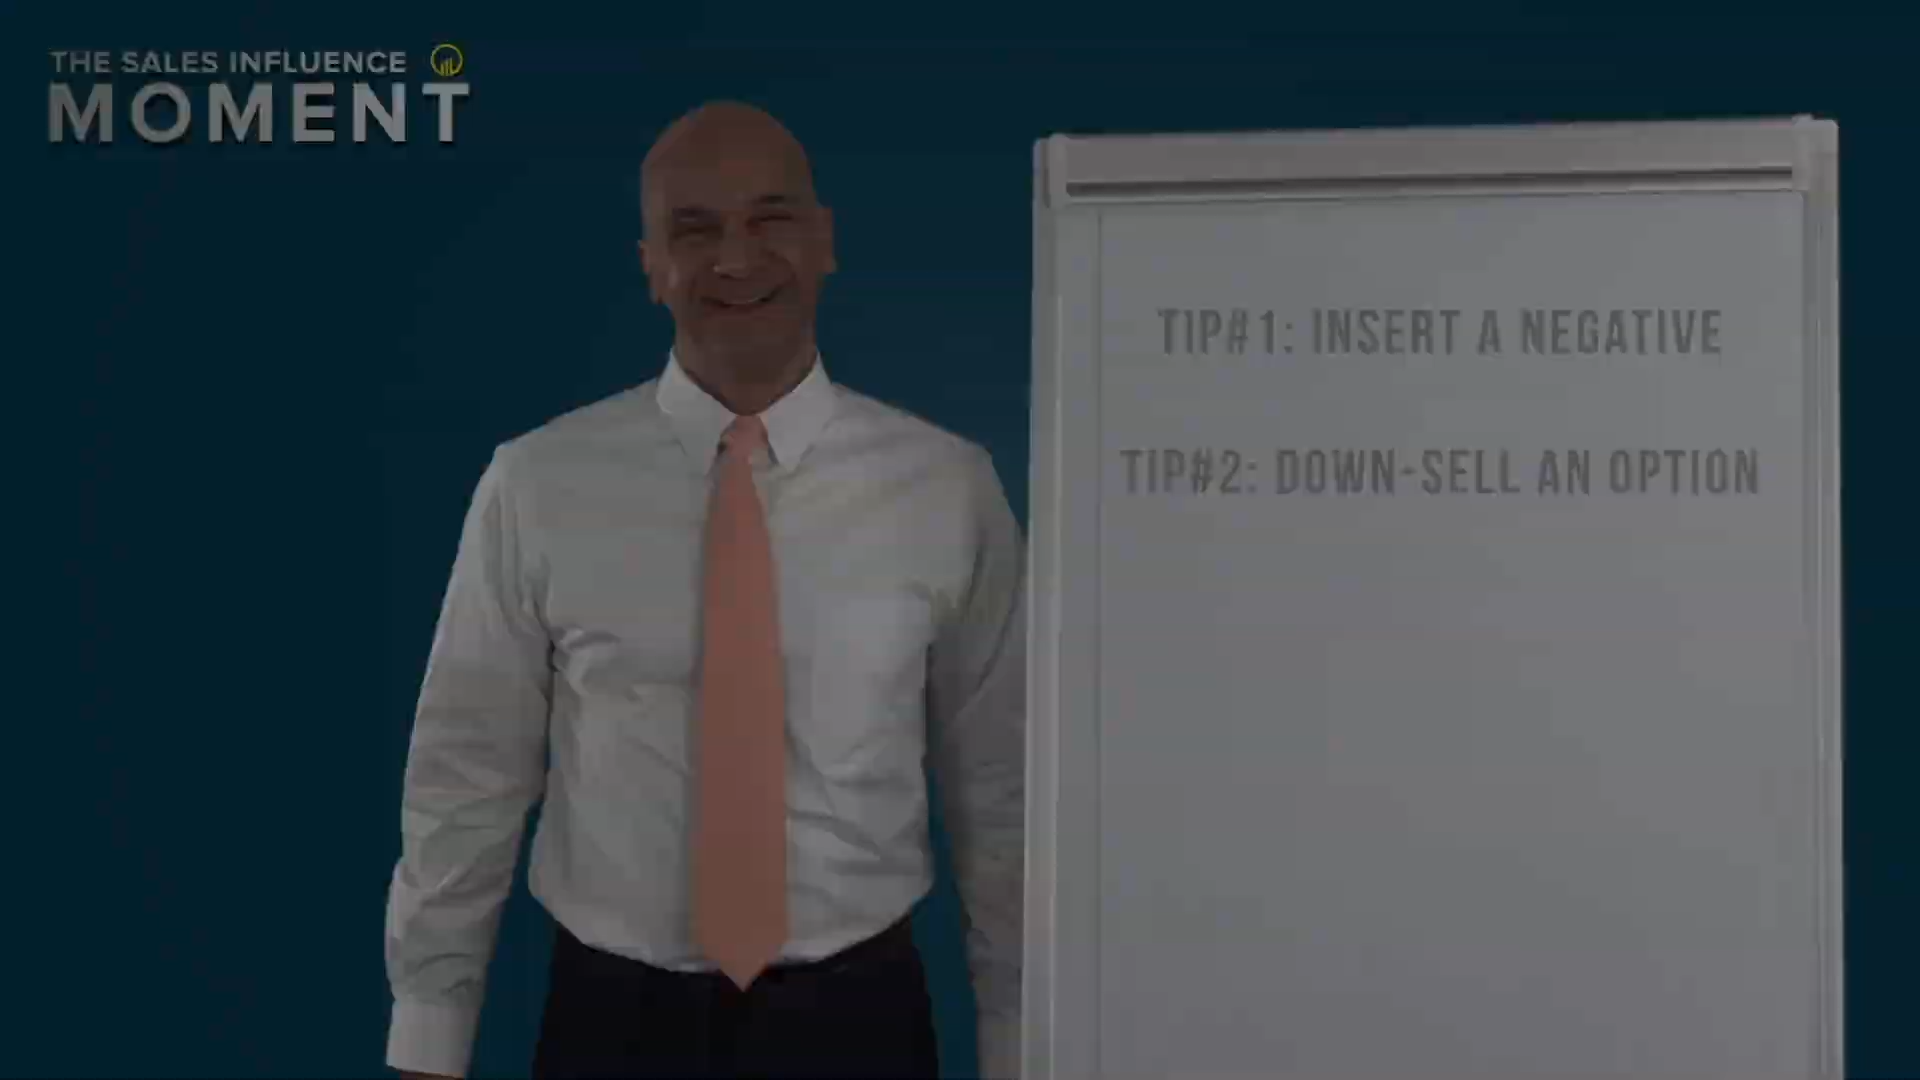 THE SALES INFLUENCE
MOMENT
TIP#1: INSERT A NEGATIVE
TIP#2: DOWN-SELL AN OPTION